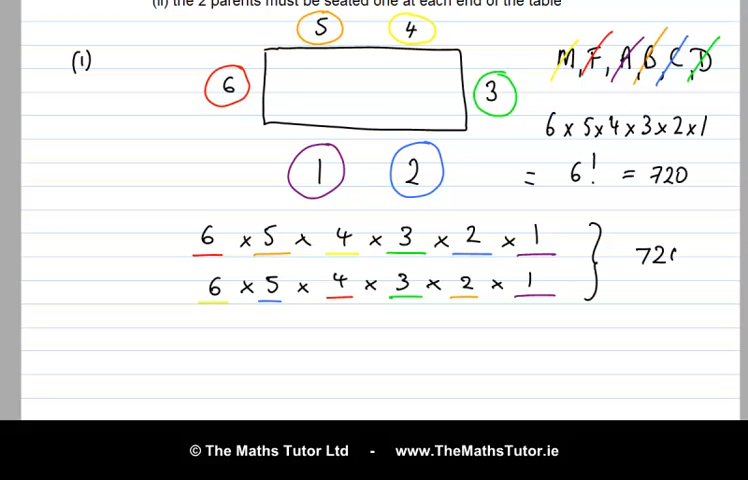 (ii) the 2 parents must be seated one at each end of the table
(i)
5 4
6 3
1 2
M, F, A, B, C, D
6 x 5 x 4 x 3 x 2 x 1
= 6! = 720
6 x 5 x 4 x 3 x 2 x 1
6 x 5 x 4 x 3 x 2 x 1
} 720
© The Maths Tutor Ltd - www.TheMathsTutor.ie